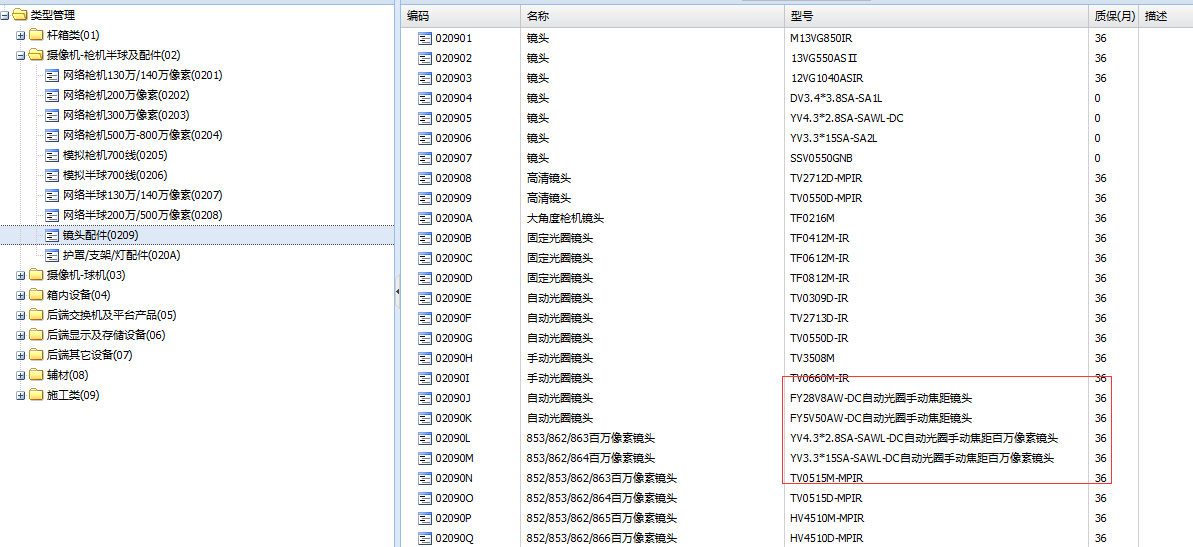 类型管理
杆箱类(01)
摄像机-枪机半球及配件(02)
网络枪机130万/140万像素(0201)
网络枪机200万像素(0202)
网络枪机300万像素(0203)
网络枪机500万-800万像素(0204)
模拟枪机700线(0205)
模拟半球700线(0206)
网络半球130万/140万像素(0207)
网络半球200万/500万像素(0208)
镜头配件(0209)
护罩/支架/灯配件(020A)
摄像机-球机(03)
箱内设备(04)
后端交换机及平台产品(05)
后端显示及存储设备(06)
后端其它设备(07)
辅材(08)
施工类(09)
编码 名称 型号 质保(月) 描述
020901 镜头 M13VG850IR 36
020902 镜头 13VG550ASII 36
020903 镜头 12VG1040ASIR 36
020904 镜头 DV3.4*3.8SA-SA1L 0
020905 镜头 YV4.3*2.8SA-SAWL-DC 0
020906 镜头 YV3.3*15SA-SA2L 0
020907 镜头 SSV0550GNB 0
020908 高清镜头 TV2712D-MPIR 36
020909 高清镜头 TV0550D-MPIR 36
02090A 大角度枪机镜头 TF0216M 36
02090B 固定光圈镜头 TF0412M-IR 36
02090C 固定光圈镜头 TF0612M-IR 36
02090D 固定光圈镜头 TF0812M-IR 36
02090E 自动光圈镜头 TV0309D-IR 36
02090F 自动光圈镜头 TV2713D-IR 36
02090G 自动光圈镜头 TV0550D-IR 36
02090H 手动光圈镜头 TV3508M 36
02090I 手动光圈镜头 TV0660M-IR 36
02090J 自动光圈镜头 FY28V8AW-DC自动光圈手动焦距镜头 36
02090K 自动光圈镜头 FY5V50AW-DC自动光圈手动焦距镜头 36
02090L 853/862/863百万像素镜头 YV4.3*2.8SA-SAWL-DC自动光圈手动焦距百万像素镜头 36
02090M 853/862/864百万像素镜头 YV3.3*15SA-SAWL-DC自动光圈手动焦距百万像素镜头 36
02090N 852/853/862/863百万像素镜头 TV0515M-MPIR 36
02090O 852/853/862/864百万像素镜头 TV0515D-MPIR 36
02090P 852/853/862/865百万像素镜头 HV4510M-MPIR 36
02090Q 852/853/862/866百万像素镜头 HV4510D-MPIR 36